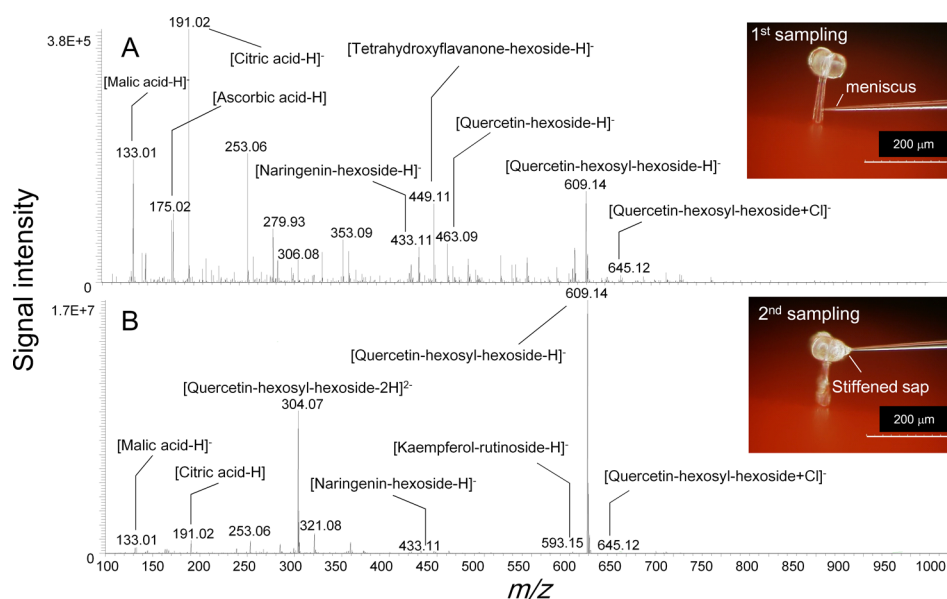 191.02
3.8E+5
A
1st sampling
[Tetrahydroxyflavanone-hexoside-H]-
[Citric acid-H]-
[Malic acid-H]-
[Ascorbic acid-H]
meniscus
[Quercetin-hexoside-H]-
200 μm
133.01
253.06
[Naringenin-hexoside-H]-
[Quercetin-hexosyl-hexoside-H]-
449.11
609.14
175.02
[Quercetin-hexosyl-hexoside+Cl]-
279.93
353.09
433.11
463.09
306.08
645.12
0
Signal intensity
1.7E+7
B
609.14
2nd sampling
[Quercetin-hexosyl-hexoside-H]-
[Quercetin-hexosyl-hexoside-2H]2-
Stiffened sap
304.07
200 μm
[Malic acid-H]-
[Kaempferol-rutinoside-H]-
[Citric acid-H]
[Naringenin-hexoside-H]-
[Quercetin-hexosyl-hexoside+Cl]-
133.01
191.02
253.06
321.08
433.11
593.15
645.12
0
100 150 200 250 300 350 400 450 500 550 600 650 700 750 800 850 900 950 1000
m/z